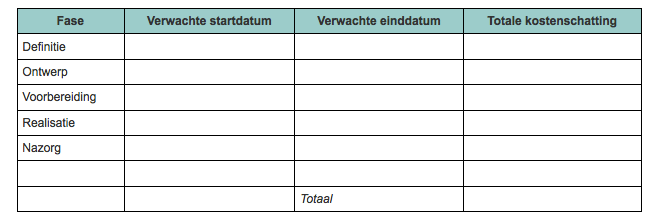 Fase Verwachte startdatum Verwachte einddatum Totale kostenschatting
Definitie
Ontwerp
Voorbereiding
Realisatie
Nazorg
Totaal